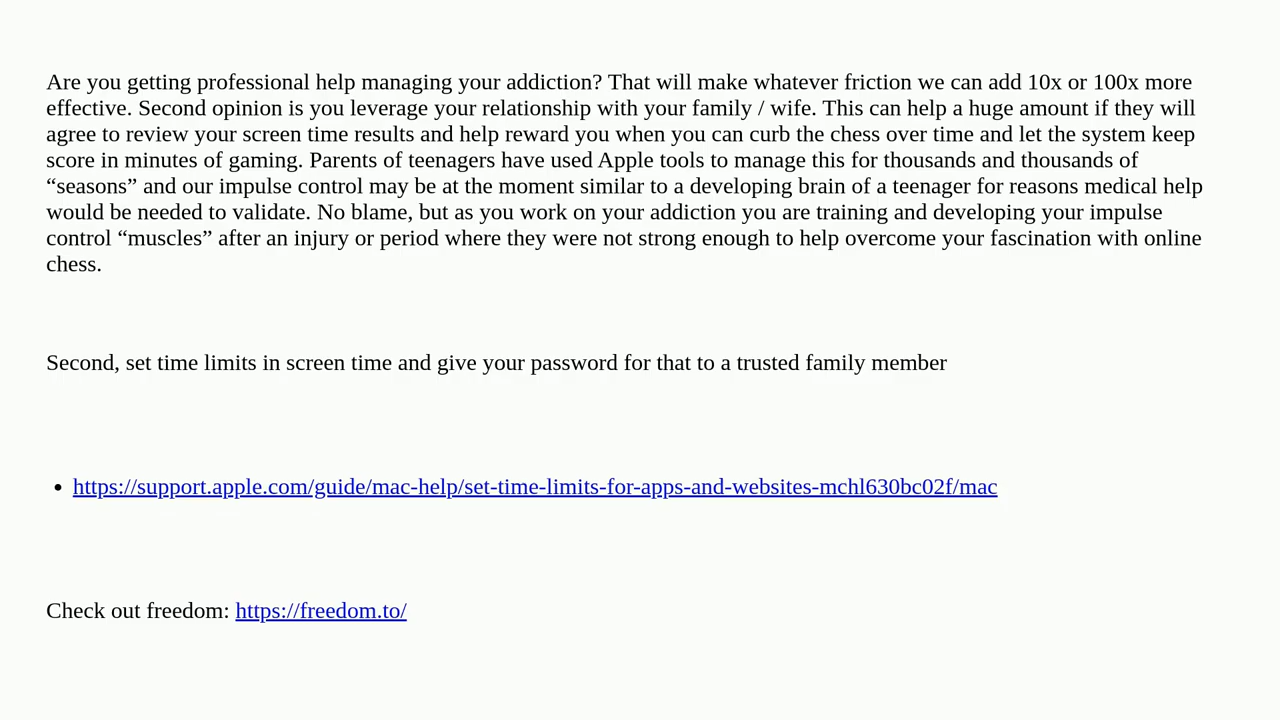 Are you getting professional help managing your addiction? That will make whatever friction we can add 10x or 100x more
effective. Second opinion is you leverage your relationship with your family / wife. This can help a huge amount if they will
agree to review your screen time results and help reward you when you can curb the chess over time and let the system keep
score in minutes of gaming. Parents of teenagers have used Apple tools to manage this for thousands and thousands of
“seasons” and our impulse control may be at the moment similar to a developing brain of a teenager for reasons medical help
would be needed to validate. No blame, but as you work on your addiction you are training and developing your impulse
control “muscles” after an injury or period where they were not strong enough to help overcome your fascination with online
chess.
Second, set time limits in screen time and give your password for that to a trusted family member
• https://support.apple.com/guide/mac-help/set-time-limits-for-apps-and-websites-mchl630bc02f/mac
Check out freedom: https://freedom.to/